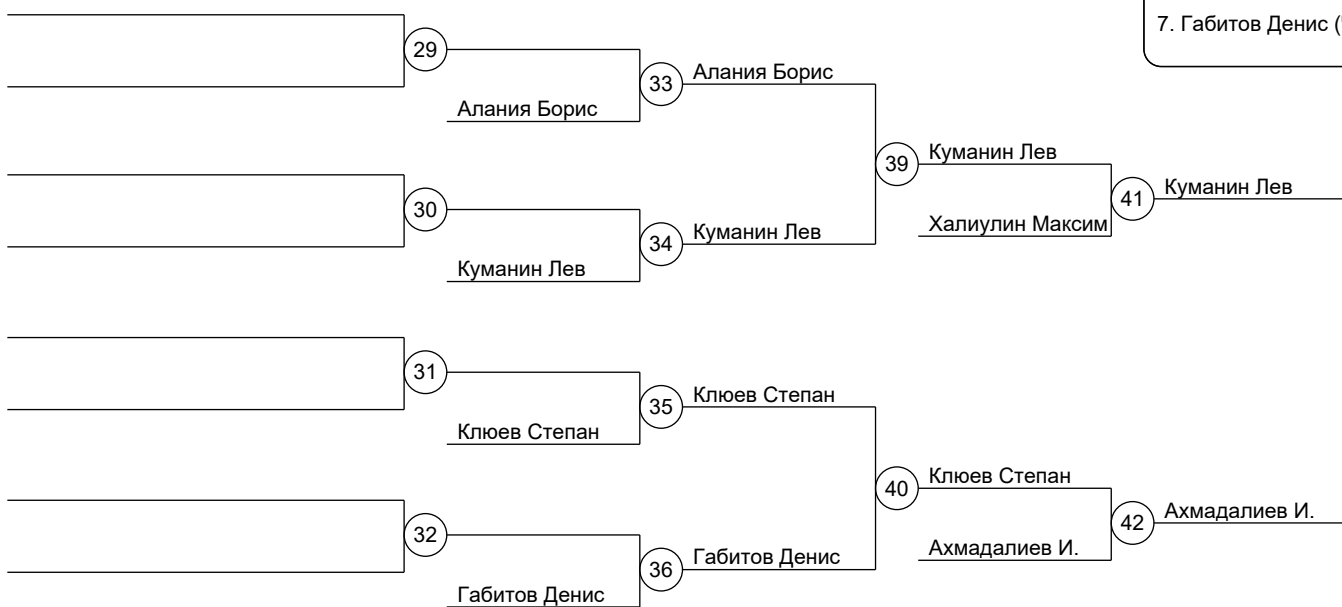 7. Габитов Денис (
29
33
Алания Борис
Алания Борис
39
Куманин Лев
41
Куманин Лев
30
34
Куманин Лев
Халиулин Максим
Куманин Лев
31
35
Клюев Степан
Клюев Степан
40
Клюев Степан
42
Ахмадалиев И.
32
36
Габитов Денис
Ахмадалиев И.
Габитов Денис